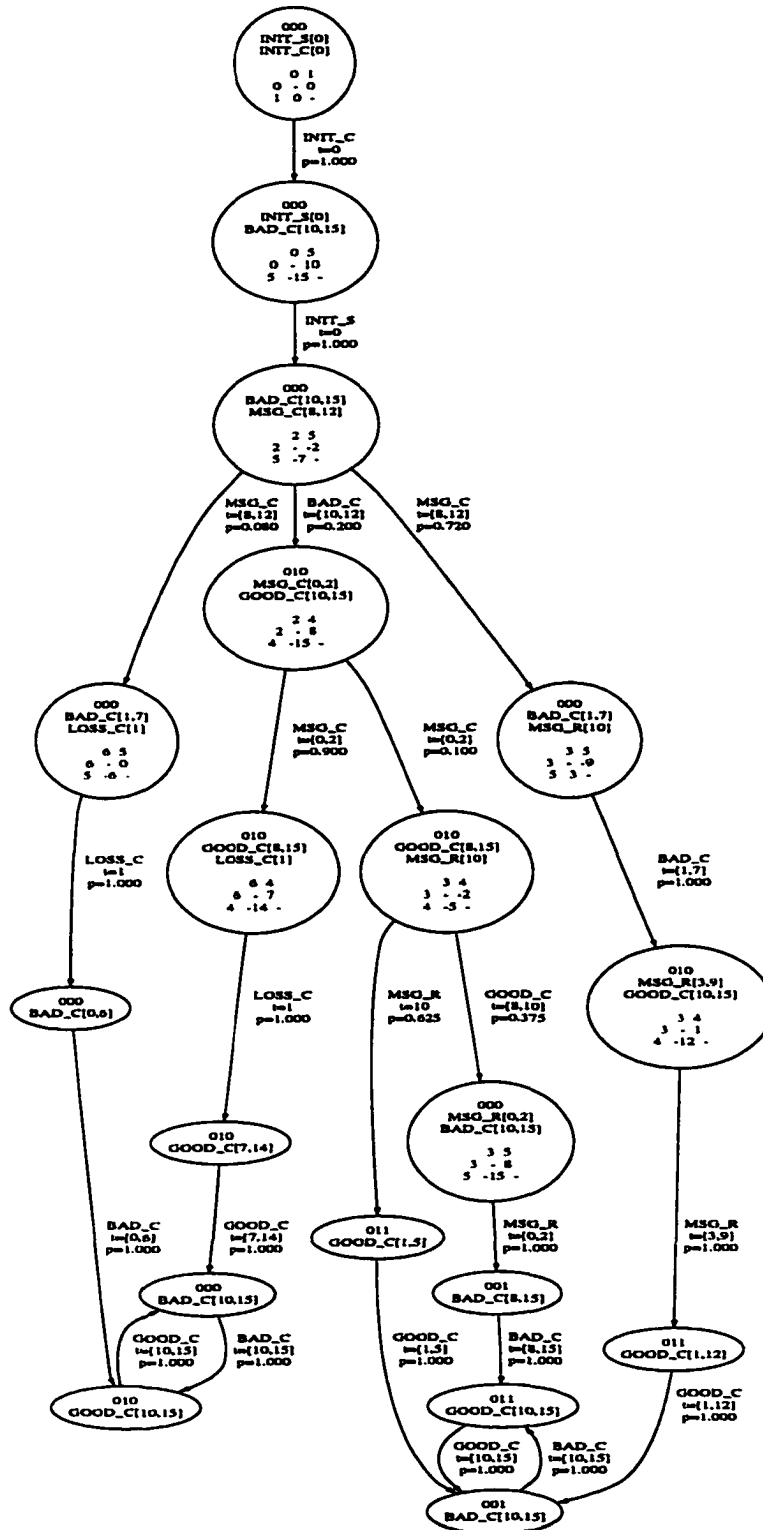 000
INIT_S[0]
INIT_C[0]
0 1
0 - 0
1 0 -
INIT_C
t=0
p=1.000
000
INIT_S[0]
BAD_C[10,15]
0 5
0 - 10
5 -15 -
INIT_S
t=0
p=1.000
000
BAD_C[10,15]
MSG_C[8,12]
2 5
2 - -2
5 -7 -
MSG_C
t=[8,12]
p=0.080
BAD_C
t=[10,12]
p=0.200
MSG_C
t=[8,12]
p=0.720
010
MSG_C[0,2]
GOOD_C[10,15]
2 4
2 - 8
4 -15 -
000
BAD_C[1,7]
LOSS_C[1]
6 5
6 - 0
5 -6 -
MSG_C
t=[0,2]
p=0.900
MSG_C
t=[0,2]
p=0.100
000
BAD_C[1,7]
MSG_R[10]
3 5
3 - -9
5 3 -
LOSS_C
t=1
p=1.000
010
GOOD_C[8,15]
LOSS_C[1]
6 4
6 - 7
4 -14 -
010
GOOD_C[8,15]
MSG_R[10]
3 4
3 - -2
4 -5 -
BAD_C
t=[1,7]
p=1.000
000
BAD_C[0,6]
LOSS_C
t=1
p=1.000
MSG_R
t=10
p=0.625
GOOD_C
t=[8,10]
p=0.375
010
MSG_R[3,9]
GOOD_C[10,15]
3 4
3 - 1
4 -12 -
010
GOOD_C[7,14]
000
MSG_R[0,2]
BAD_C[10,15]
3 5
3 - 8
5 -15 -
BAD_C
t=[0,6]
p=1.000
GOOD_C
t=[7,14]
p=1.000
011
GOOD_C[1,5]
MSG_R
t=[0,2]
p=1.000
MSG_R
t=[3,9]
p=1.000
000
BAD_C[10,15]
001
BAD_C[8,15]
GOOD_C
t=[10,15]
p=1.000
BAD_C
t=[10,15]
p=1.000
GOOD_C
t=[1,5]
p=1.000
BAD_C
t=[8,15]
p=1.000
011
GOOD_C[1,12]
010
GOOD_C[10,15]
011
GOOD_C[10,15]
GOOD_C
t=[1,12]
p=1.000
GOOD_C
t=[10,15]
p=1.000
BAD_C
t=[10,15]
p=1.000
001
BAD_C[10,15]